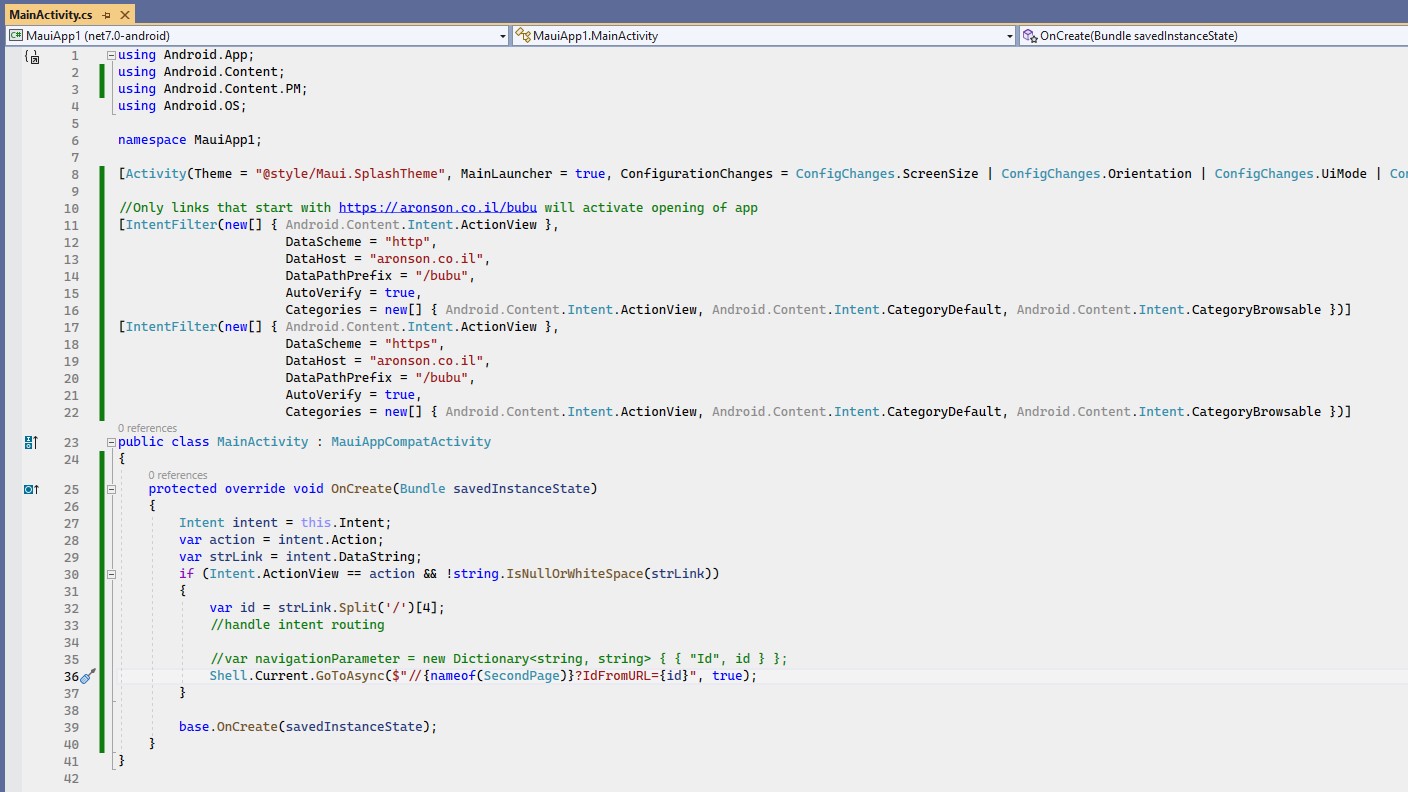 MainActivity.cs
MauiApp1 (net7.0-android)
MauiApp1.MainActivity
OnCreate(Bundle savedInstanceState)
1 using Android.App;
2 using Android.Content;
3 using Android.Content.PM;
4 using Android.OS;
5
6 namespace MauiApp1;
7
8 [Activity(Theme = "@style/Maui.SplashTheme", MainLauncher = true, ConfigurationChanges = ConfigChanges.ScreenSize | ConfigChanges.Orientation | ConfigChanges.UiMode | Co
9
10 //Only links that start with https://aronson.co.il/bubu will activate opening of app
11 [IntentFilter(new[] { Android.Content.Intent.ActionView },
12 DataScheme = "http",
13 DataHost = "aronson.co.il",
14 DataPathPrefix = "/bubu",
15 AutoVerify = true,
16 Categories = new[] { Android.Content.Intent.ActionView, Android.Content.Intent.CategoryDefault, Android.Content.Intent.CategoryBrowsable })]
17 [IntentFilter(new[] { Android.Content.Intent.ActionView },
18 DataScheme = "https",
19 DataHost = "aronson.co.il",
20 DataPathPrefix = "/bubu",
21 AutoVerify = true,
22 Categories = new[] { Android.Content.Intent.ActionView, Android.Content.Intent.CategoryDefault, Android.Content.Intent.CategoryBrowsable })]
0 references
23 public class MainActivity : MauiAppCompatActivity
24 {
0 references
25 protected override void OnCreate(Bundle savedInstanceState)
26 {
27 Intent intent = this.Intent;
28 var action = intent.Action;
29 var strLink = intent.DataString;
30 if (Intent.ActionView == action && !string.IsNullOrWhiteSpace(strLink))
31 {
32 var id = strLink.Split('/')[4];
33 //handle intent routing
34
35 //var navigationParameter = new Dictionary<string, string> { { "Id", id } };
36 Shell.Current.GoToAsync($"//{nameof(SecondPage)}?IdFromURL={id}", true);
37 }
38
39 base.OnCreate(savedInstanceState);
40 }
41 }
42